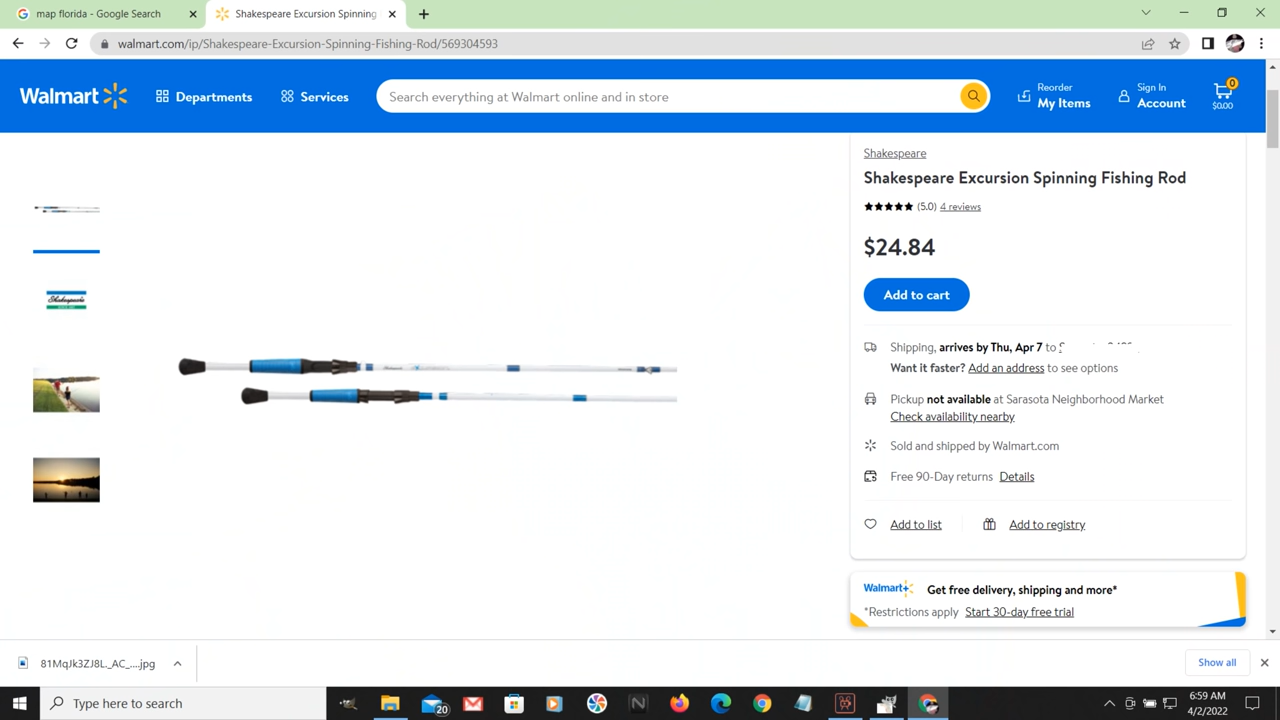 map florida - Google Search
Shakespeare Excursion Spinning
walmart.com/ip/Shakespeare-Excursion-Spinning-Fishing-Rod/569304593
Walmart
Departments
Services
Search everything at Walmart online and in store
Reorder
My Items
Sign In
Account
0
$0.00
Shakespeare
Shakespeare Excursion Spinning Fishing Rod
(5.0) 4 reviews
$24.84
Add to cart
Shakespeare
Shipping, arrives by Thu, Apr 7 to
Want it faster? Add an address to see options
Pickup not available at Sarasota Neighborhood Market
Check availability nearby
Sold and shipped by Walmart.com
Free 90-Day returns Details
Add to list
Add to registry
Walmart+ Get free delivery, shipping and more*
*Restrictions apply Start 30-day free trial
81MqJk3ZJ8L._AC_....jpg
Show all
Type here to search
20
6:59 AM
4/2/2022